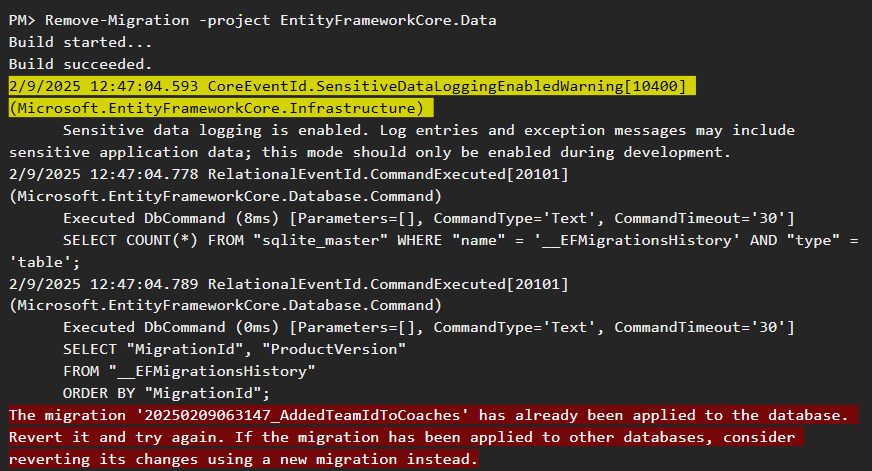 PM> Remove-Migration -project EntityFrameworkCore.Data
Build started...
Build succeeded.
2/9/2025 12:47:04.593 CoreEventId.SensitiveDataLoggingEnabledWarning[10400]
(Microsoft.EntityFrameworkCore.Infrastructure)
Sensitive data logging is enabled. Log entries and exception messages may include
sensitive application data; this mode should only be enabled during development.
2/9/2025 12:47:04.778 RelationalEventId.CommandExecuted[20101]
(Microsoft.EntityFrameworkCore.Database.Command)
Executed DbCommand (8ms) [Parameters=[], CommandType='Text', CommandTimeout='30']
SELECT COUNT(*) FROM "sqlite_master" WHERE "name" = '__EFMigrationsHistory' AND "type" =
'table';
2/9/2025 12:47:04.789 RelationalEventId.CommandExecuted[20101]
(Microsoft.EntityFrameworkCore.Database.Command)
Executed DbCommand (0ms) [Parameters=[], CommandType='Text', CommandTimeout='30']
SELECT "MigrationId", "ProductVersion"
FROM "__EFMigrationsHistory"
ORDER BY "MigrationId";
The migration '20250209063147_AddedTeamIdToCoaches' has already been applied to the database.
Revert it and try again. If the migration has been applied to other databases, consider
reverting its changes using a new migration instead.